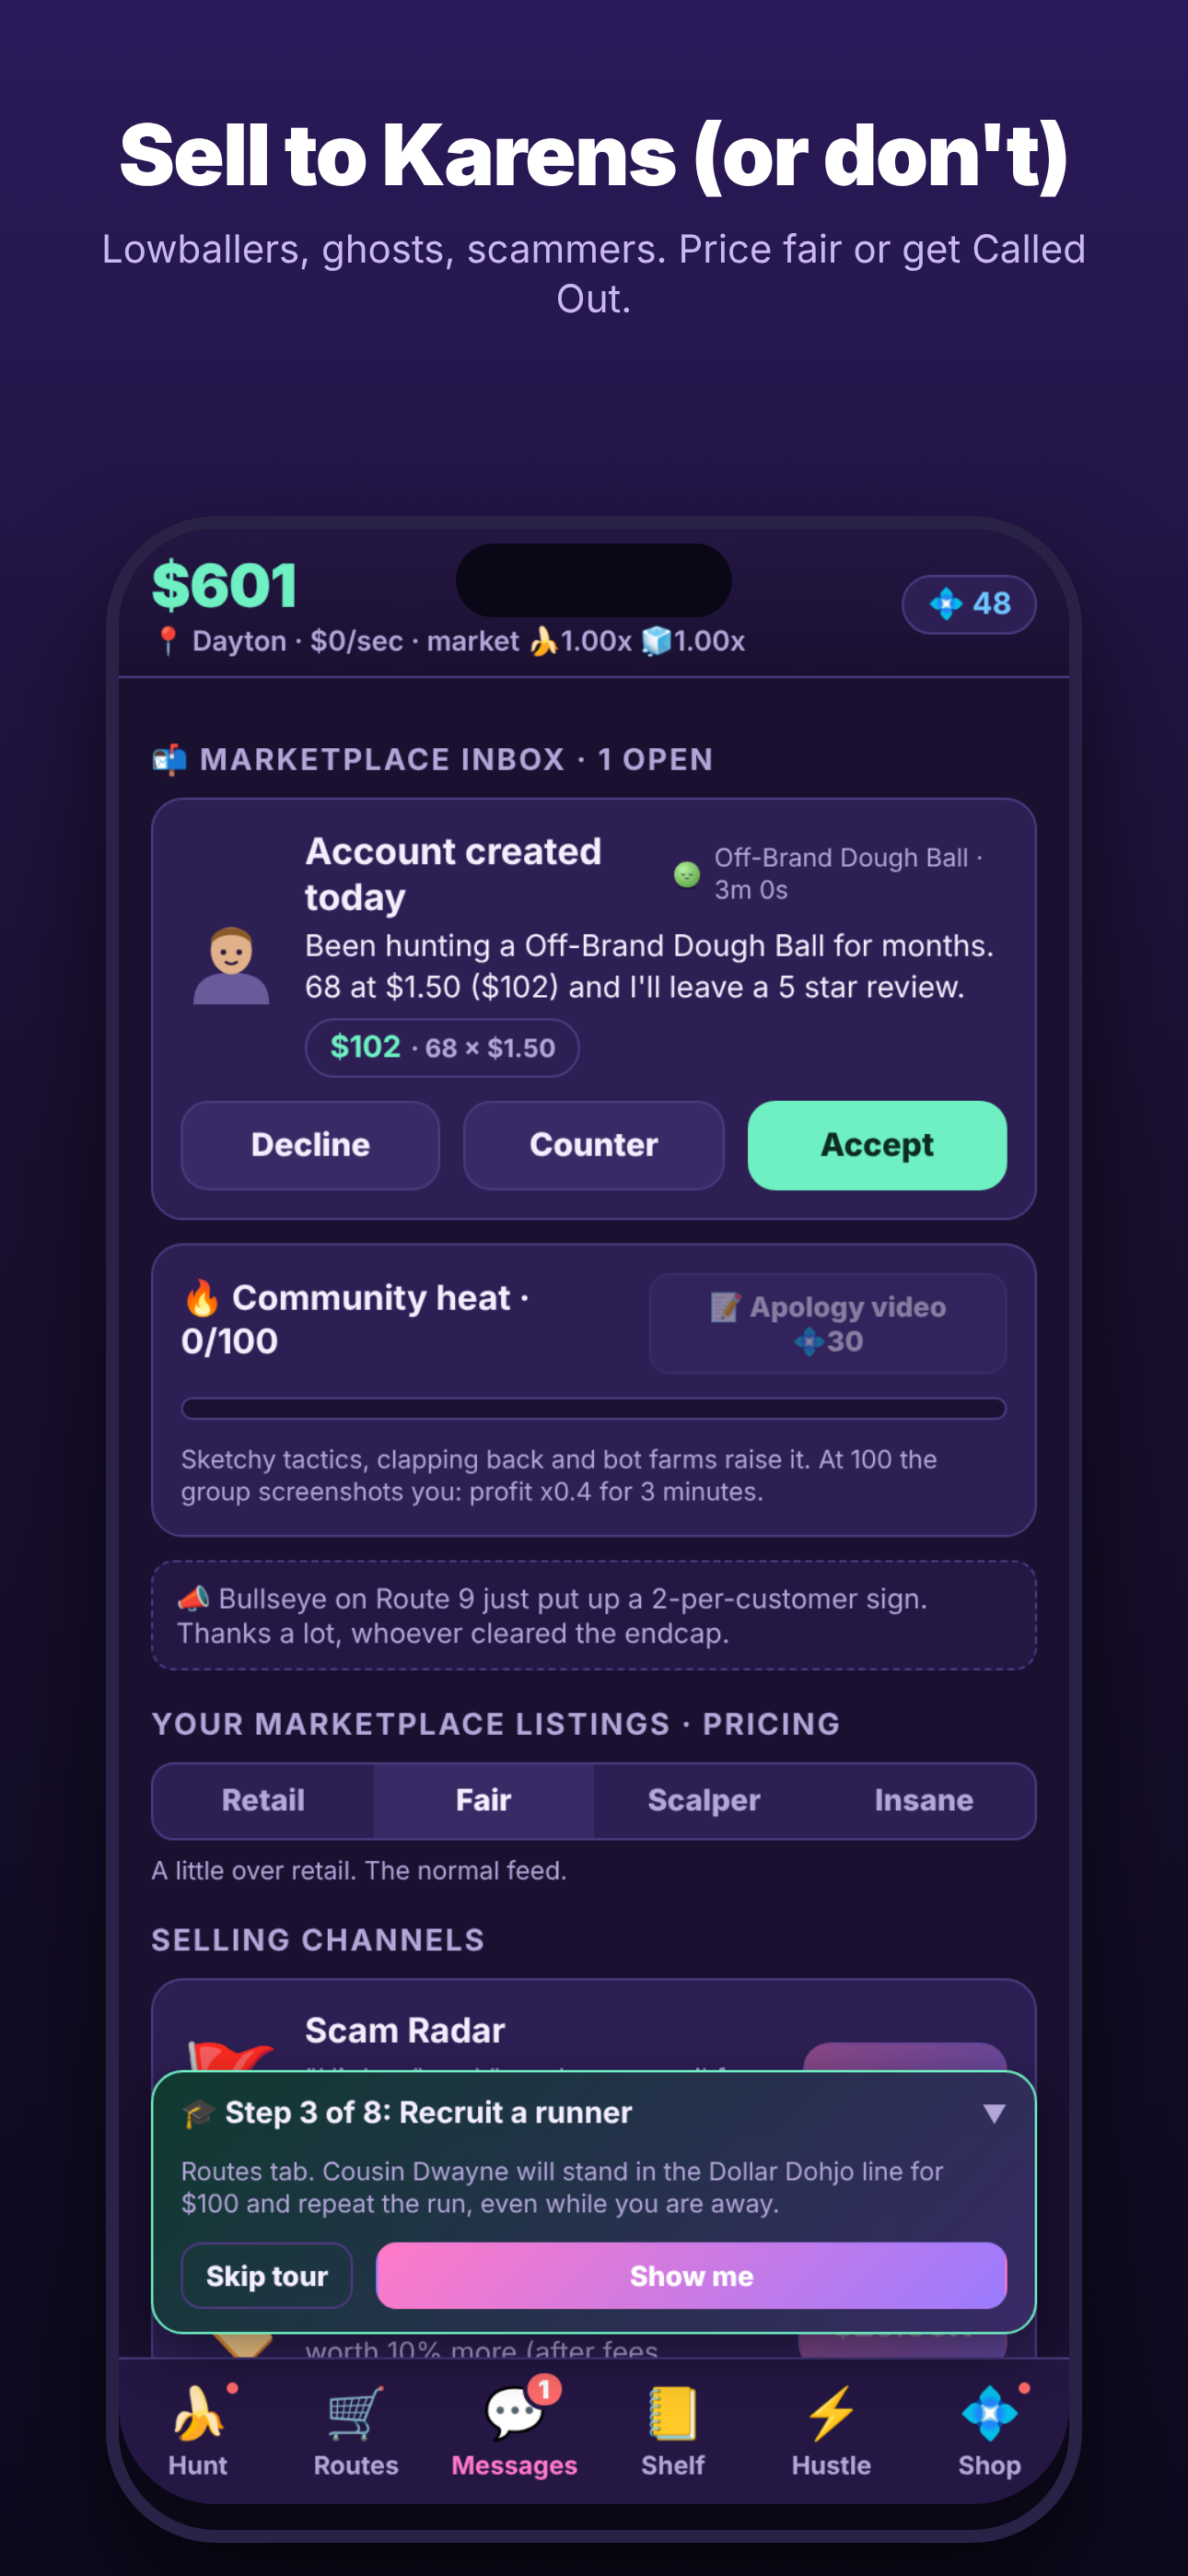 Sell to Karens (or don't)
Lowballers, ghosts, scammers. Price fair or get Called
Out.
$601
💠 48
📍 Dayton · $0/sec · market 🍌1.00x 🧊1.00x
📬 MARKETPLACE INBOX · 1 OPEN
Account created
today
Off-Brand Dough Ball ·
3m 0s
Been hunting a Off-Brand Dough Ball for months.
68 at $1.50 ($102) and I'll leave a 5 star review.
$102 · 68 × $1.50
Decline
Counter
Accept
🔥 Community heat ·
0/100
📝 Apology video
💠30
Sketchy tactics, clapping back and bot farms raise it. At 100 the
group screenshots you: profit x0.4 for 3 minutes.
📣 Bullseye on Route 9 just put up a 2-per-customer sign.
Thanks a lot, whoever cleared the endcap.
YOUR MARKETPLACE LISTINGS · PRICING
Retail
Fair
Scalper
Insane
A little over retail. The normal feed.
SELLING CHANNELS
Scam Radar
🎓 Step 3 of 8: Recruit a runner
▼
Routes tab. Cousin Dwayne will stand in the Dollar Dohjo line for
$100 and repeat the run, even while you are away.
Skip tour
Show me
worth 10% more (after fees
1
Hunt
Routes
Messages
Shelf
Hustle
Shop